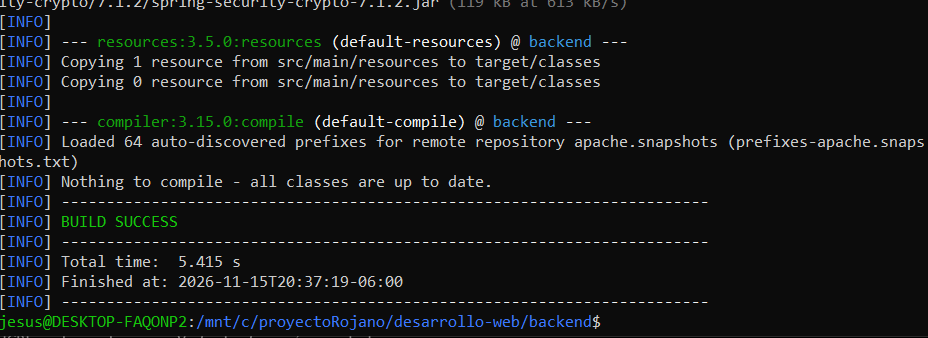 ity-crypto/7.1.2/spring-security-crypto-7.1.2.jar (119 kB at 613 kB/s)
[INFO]
[INFO] --- resources:3.5.0:resources (default-resources) @ backend ---
[INFO] Copying 1 resource from src/main/resources to target/classes
[INFO] Copying 0 resource from src/main/resources to target/classes
[INFO]
[INFO] --- compiler:3.15.0:compile (default-compile) @ backend ---
[INFO] Loaded 64 auto-discovered prefixes for remote repository apache.snapshots (prefixes-apache.snaps
hots.txt)
[INFO] Nothing to compile - all classes are up to date.
[INFO] ------------------------------------------------------------------------
[INFO] BUILD SUCCESS
[INFO] ------------------------------------------------------------------------
[INFO] Total time:  5.415 s
[INFO] Finished at: 2026-11-15T20:37:19-06:00
[INFO] ------------------------------------------------------------------------
jesus@DESKTOP-FAQONP2:/mnt/c/proyectoRojano/desarrollo-web/backend$